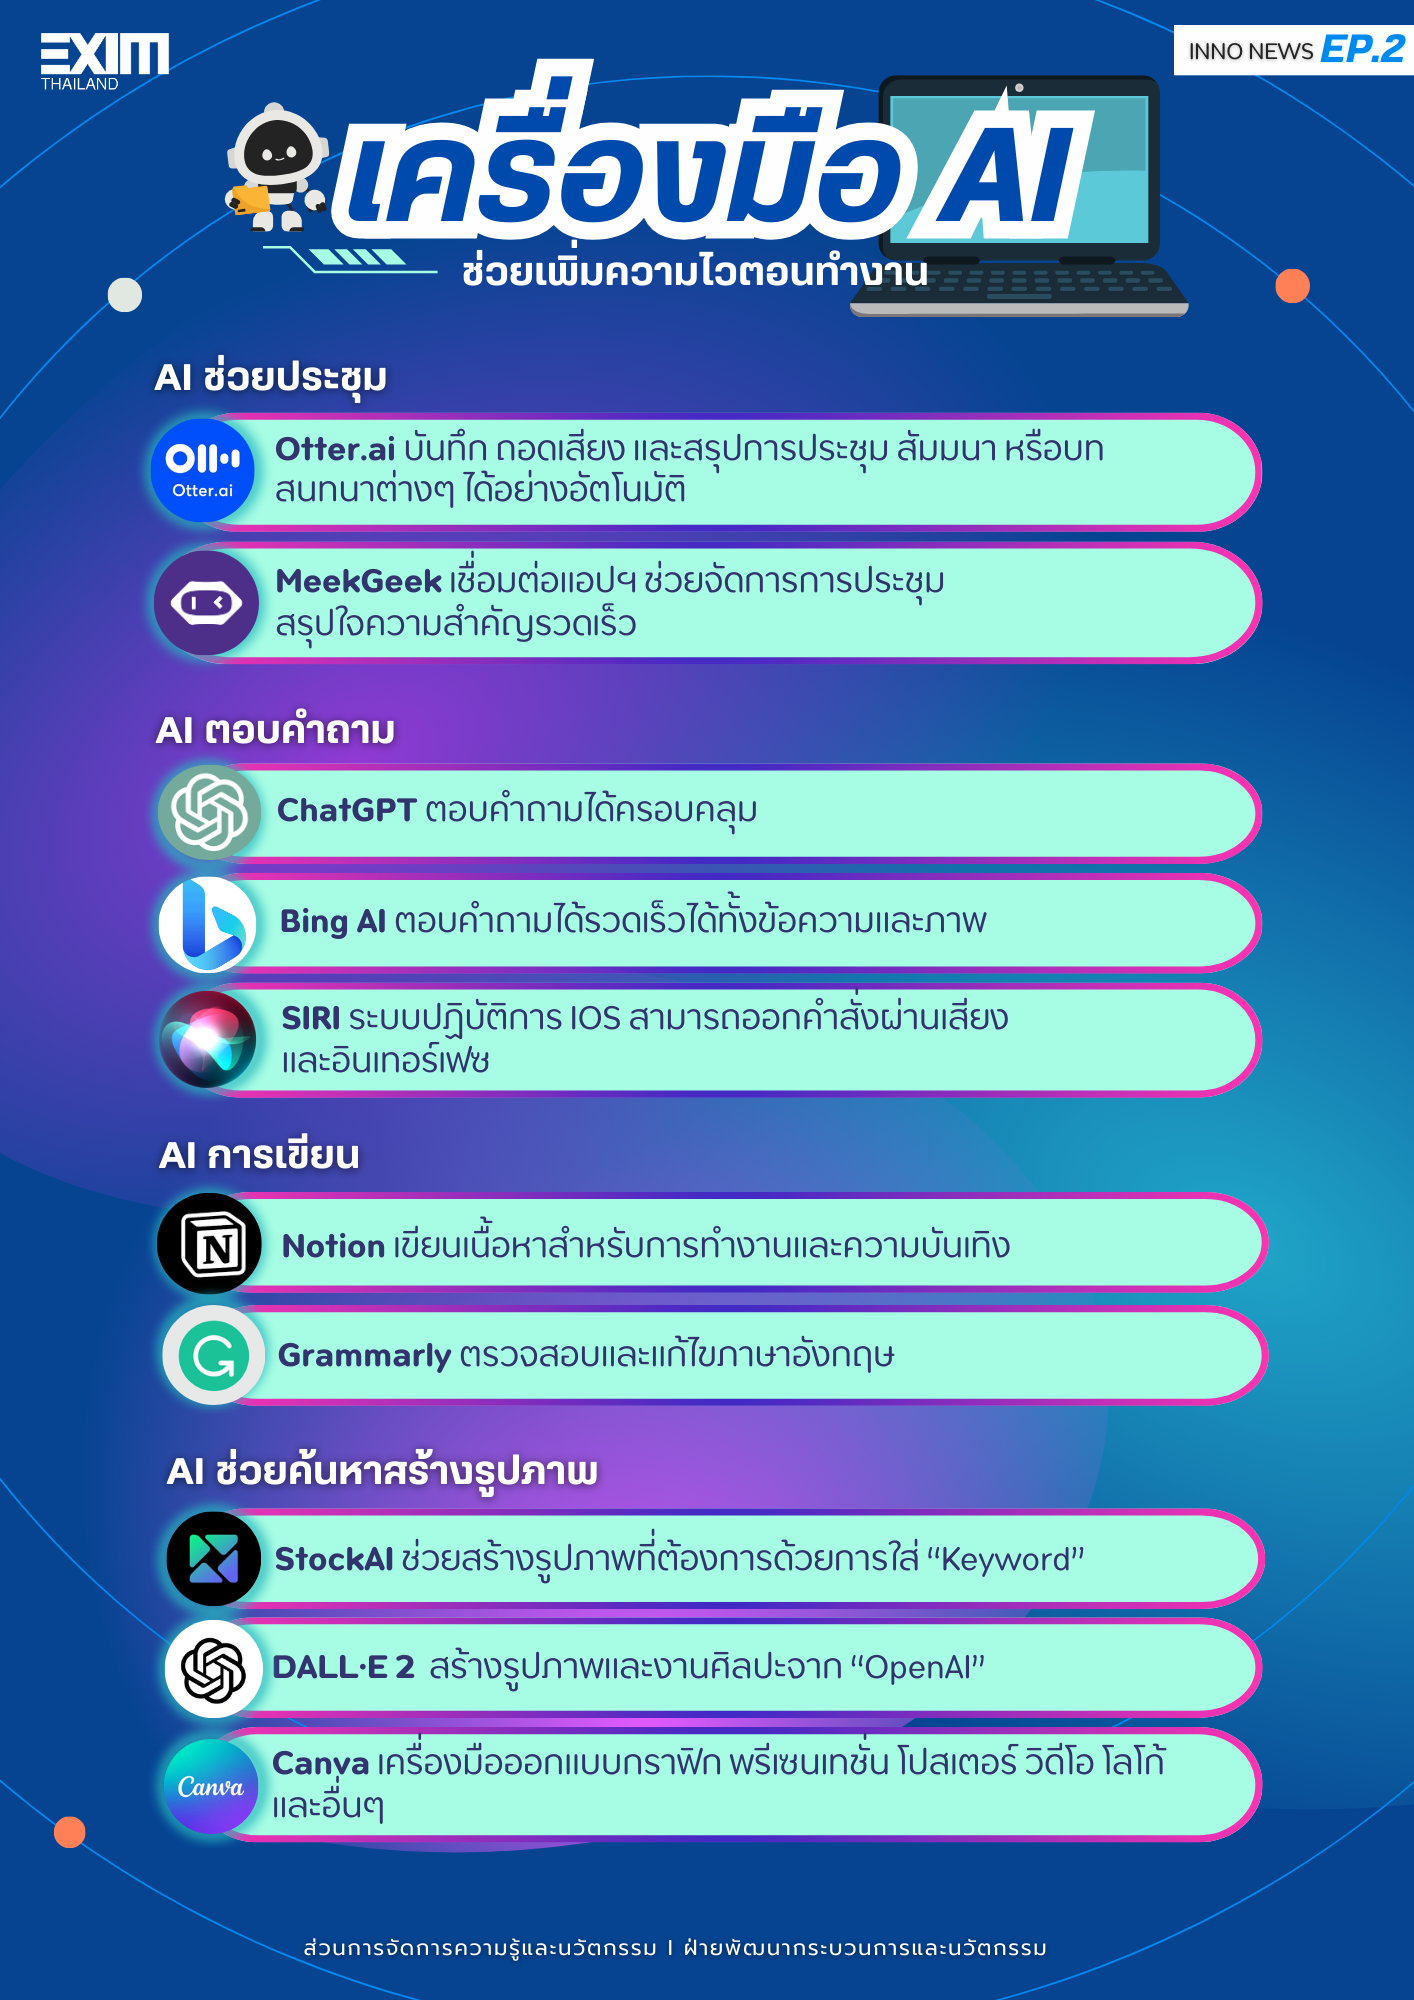 EXIM
THAILAND
INNO NEWS EP.2
เครื่องมือ AI
ช่วยเพิ่มความไวตอนทำงาน
AI ช่วยประชุม
Otter.ai
Otter.ai บันทึก ถอดเสียง และสรุปการประชุม สัมมนา หรือบท
สนทนาต่างๆ ได้อย่างอัตโนมัติ
MeekGeek เชื่อมต่อแอปฯ ช่วยจัดการการประชุม
สรุปใจความสำคัญรวดเร็ว
AI ตอบคำถาม
ChatGPT ตอบคำถามได้ครอบคลุม
Bing AI ตอบคำถามได้รวดเร็วได้ทั้งข้อความและภาพ
SIRI ระบบปฏิบัติการ IOS สามารถออกคำสั่งผ่านเสียง
และอินเทอร์เฟซ
AI การเขียน
N
Notion เขียนเนื้อหาสำหรับการทำงานและความบันเทิง
Grammarly ตรวจสอบและแก้ไขภาษาอังกฤษ
AI ช่วยค้นหาสร้างรูปภาพ
StockAI ช่วยสร้างรูปภาพที่ต้องการด้วยการใส่ “Keyword”
DALL·E 2 สร้างรูปภาพและงานศิลปะจาก “OpenAI”
Canva
Canva เครื่องมือออกแบบกราฟิก พรีเซนเทชั่น โปสเตอร์ วิดีโอ โลโก้
และอื่นๆ
ส่วนการจัดการความรู้และนวัตกรรม I ฝ่ายพัฒนากระบวนการและนวัตกรรม